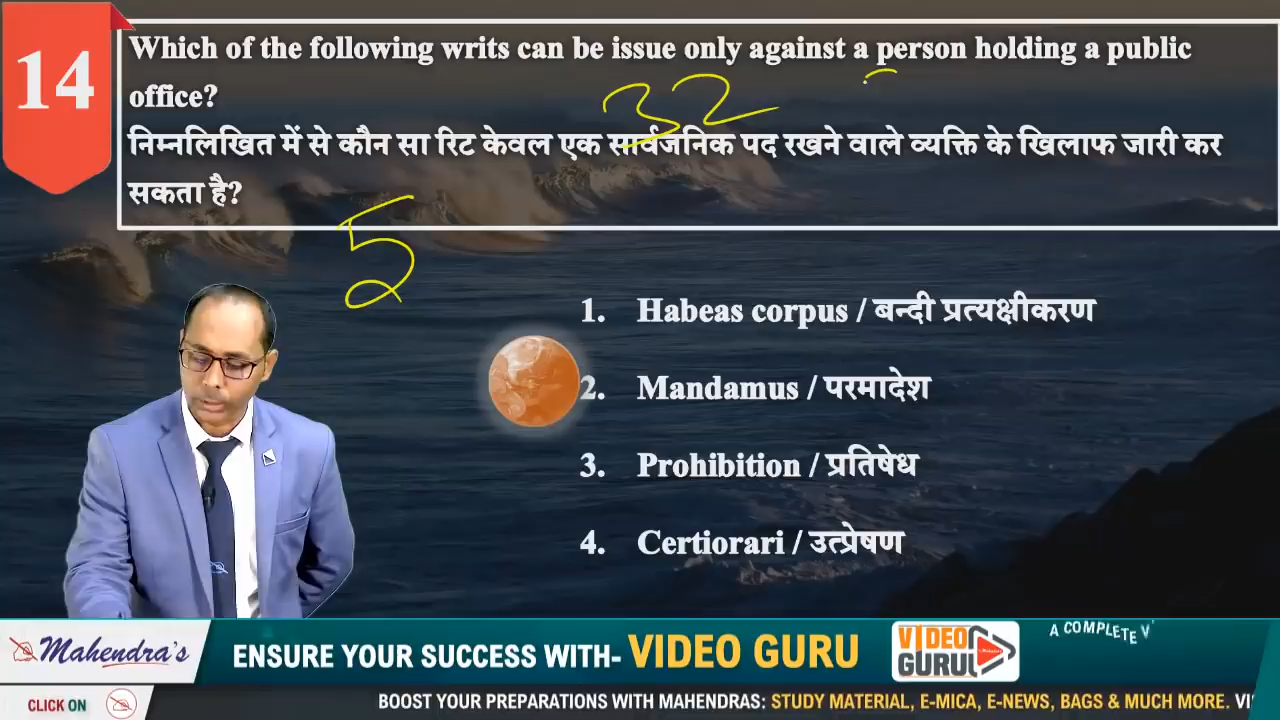 14
Which of the following writs can be issue only against a person holding a public
office?
निम्नलिखित में से कौन सा रिट केवल एक सार्वजनिक पद रखने वाले व्यक्ति के खिलाफ जारी कर
सकता है?
32
5
1. Habeas corpus / बन्दी प्रत्यक्षीकरण
2. Mandamus / परमादेश
3. Prohibition / प्रतिषेध
4. Certiorari / उत्प्रेषण
Mahendra's
ENSURE YOUR SUCCESS WITH- VIDEO GURU
VIDEO
GURU
A COMPLETE V
CLICK ON
BOOST YOUR PREPARATIONS WITH MAHENDRAS: STUDY MATERIAL, E-MICA, E-NEWS, BAGS & MUCH MORE. VI